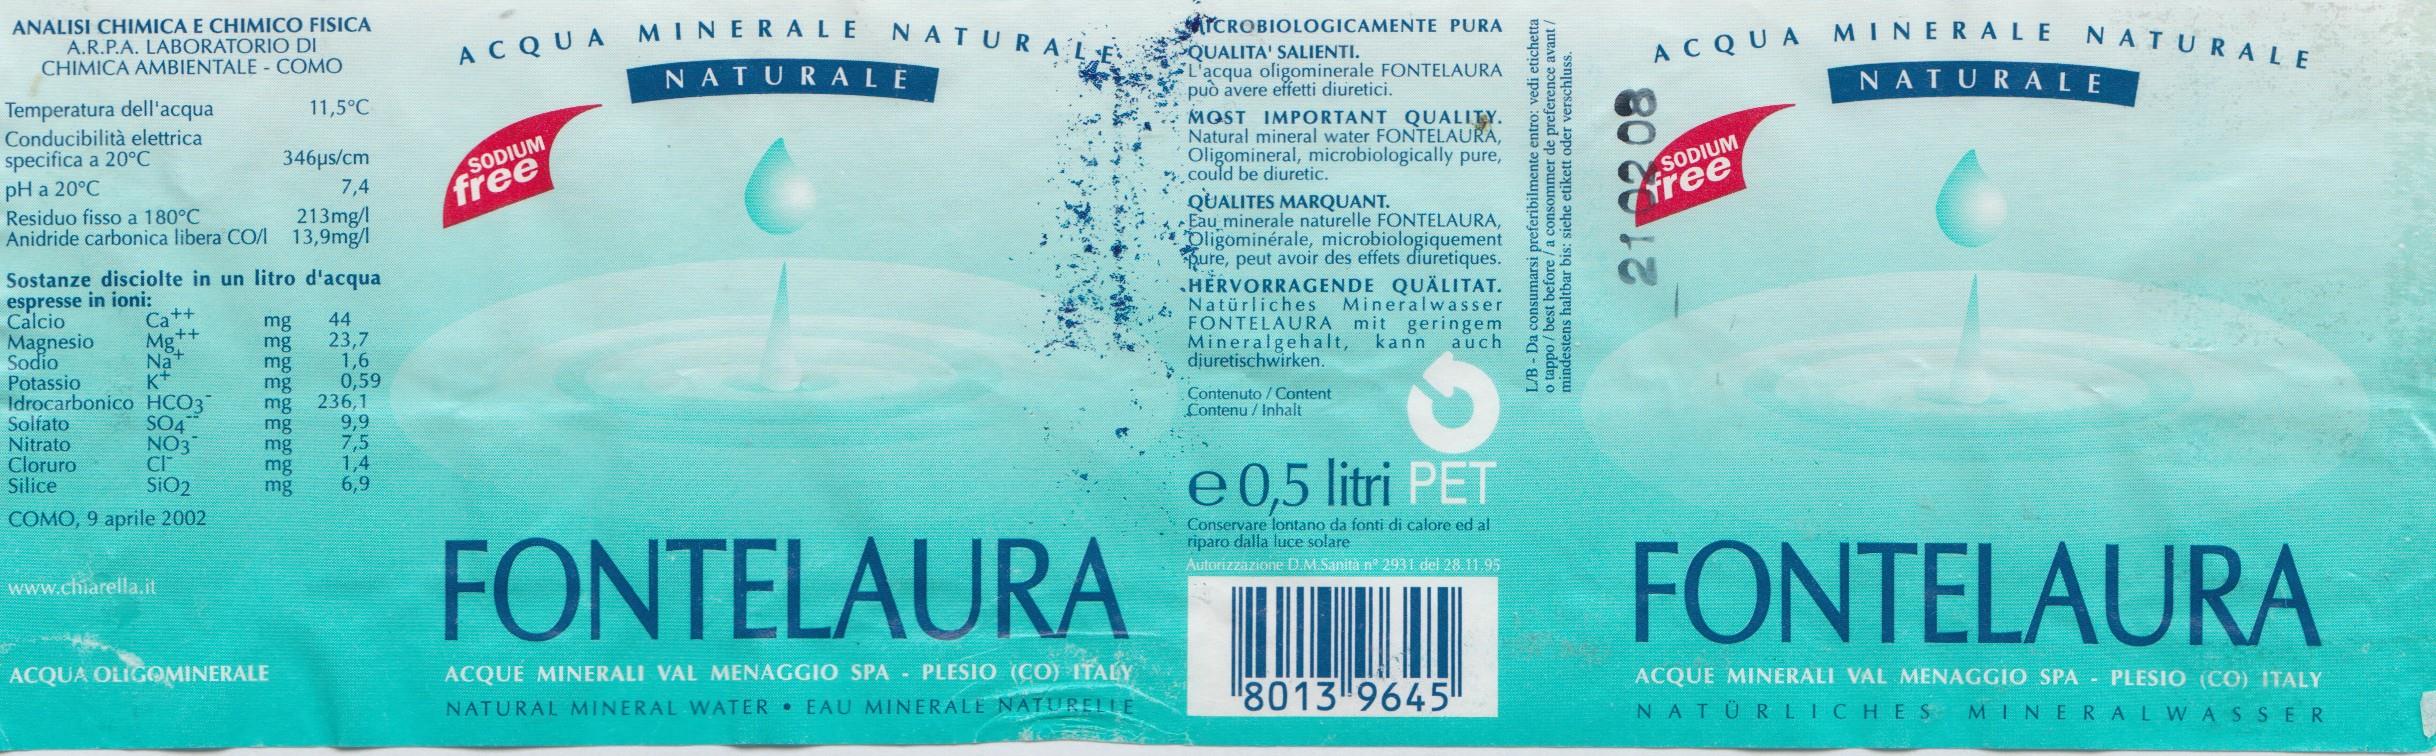 ANALISI CHIMICA E CHIMICO FISICA
A.R.P.A. LABORATORIO DI
CHIMICA AMBIENTALE - COMO
Temperatura dell'acqua 11,5°C
Conducibilità elettrica
specifica a 20°C 346µs/cm
pH a 20°C 7,4
Residuo fisso a 180°C 213mg/l
Anidride carbonica libera CO/l 13,9mg/l
Sostanze disciolte in un litro d'acqua
espresse in ioni:
Calcio Ca++ mg 44
Magnesio Mg++ mg 23,7
Sodio Na+ mg 1,6
Potassio K+ mg 0,59
Idrocarbonico HCO3- mg 236,1
Solfato SO4-- mg 9,9
Nitrato NO3- mg 7,5
Cloruro Cl- mg 1,4
Silice SiO2 mg 6,9
COMO, 9 aprile 2002
www.chiarella.it
ACQUA OLIGOMINERALE
ACQUA MINERALE NATURALE
NATURALE
SODIUM
free
FONTELAURA
ACQUE MINERALI VAL MENAGGIO SPA - PLESIO (CO) ITALY
NATURAL MINERAL WATER • EAU MINERALE NATURELLE
MICROBIOLOGICAMENTE PURA
QUALITA' SALIENTI.
L'acqua oligominerale FONTELAURA
può avere effetti diuretici.
MOST IMPORTANT QUALITY.
Natural mineral water FONTELAURA,
Oligomineral, microbiologically pure,
could be diuretic.
QUALITES MARQUANT.
Eau minerale naturelle FONTELAURA,
Oligominérale, microbiologiquement
pure, peut avoir des effets diuretiques.
HERVORRAGENDE QUÄLITAT.
Natürliches Mineralwasser
FONTELAURA mit geringem
Mineralgehalt, kann auch
diuretischwirken.
Contenuto / Content
Contenu / Inhalt
e 0,5 litri PET
Conservare lontano da fonti di calore ed al
riparo dalla luce solare
Autorizzazione D.M.Sanità n° 2931 del 28.11.95
8013 9645
L/B - Da consumarsi preferibilmente entro: vedi etichetta
o tappo / best before / a consommer de preference avant /
mindestens haltbar bis: siehe etikett oder verschluss.
21 02 08
ACQUA MINERALE NATURALE
NATURALE
SODIUM
free
FONTELAURA
ACQUE MINERALI VAL MENAGGIO SPA - PLESIO (CO) ITALY
NATÜRLICHES MINERALWASSER